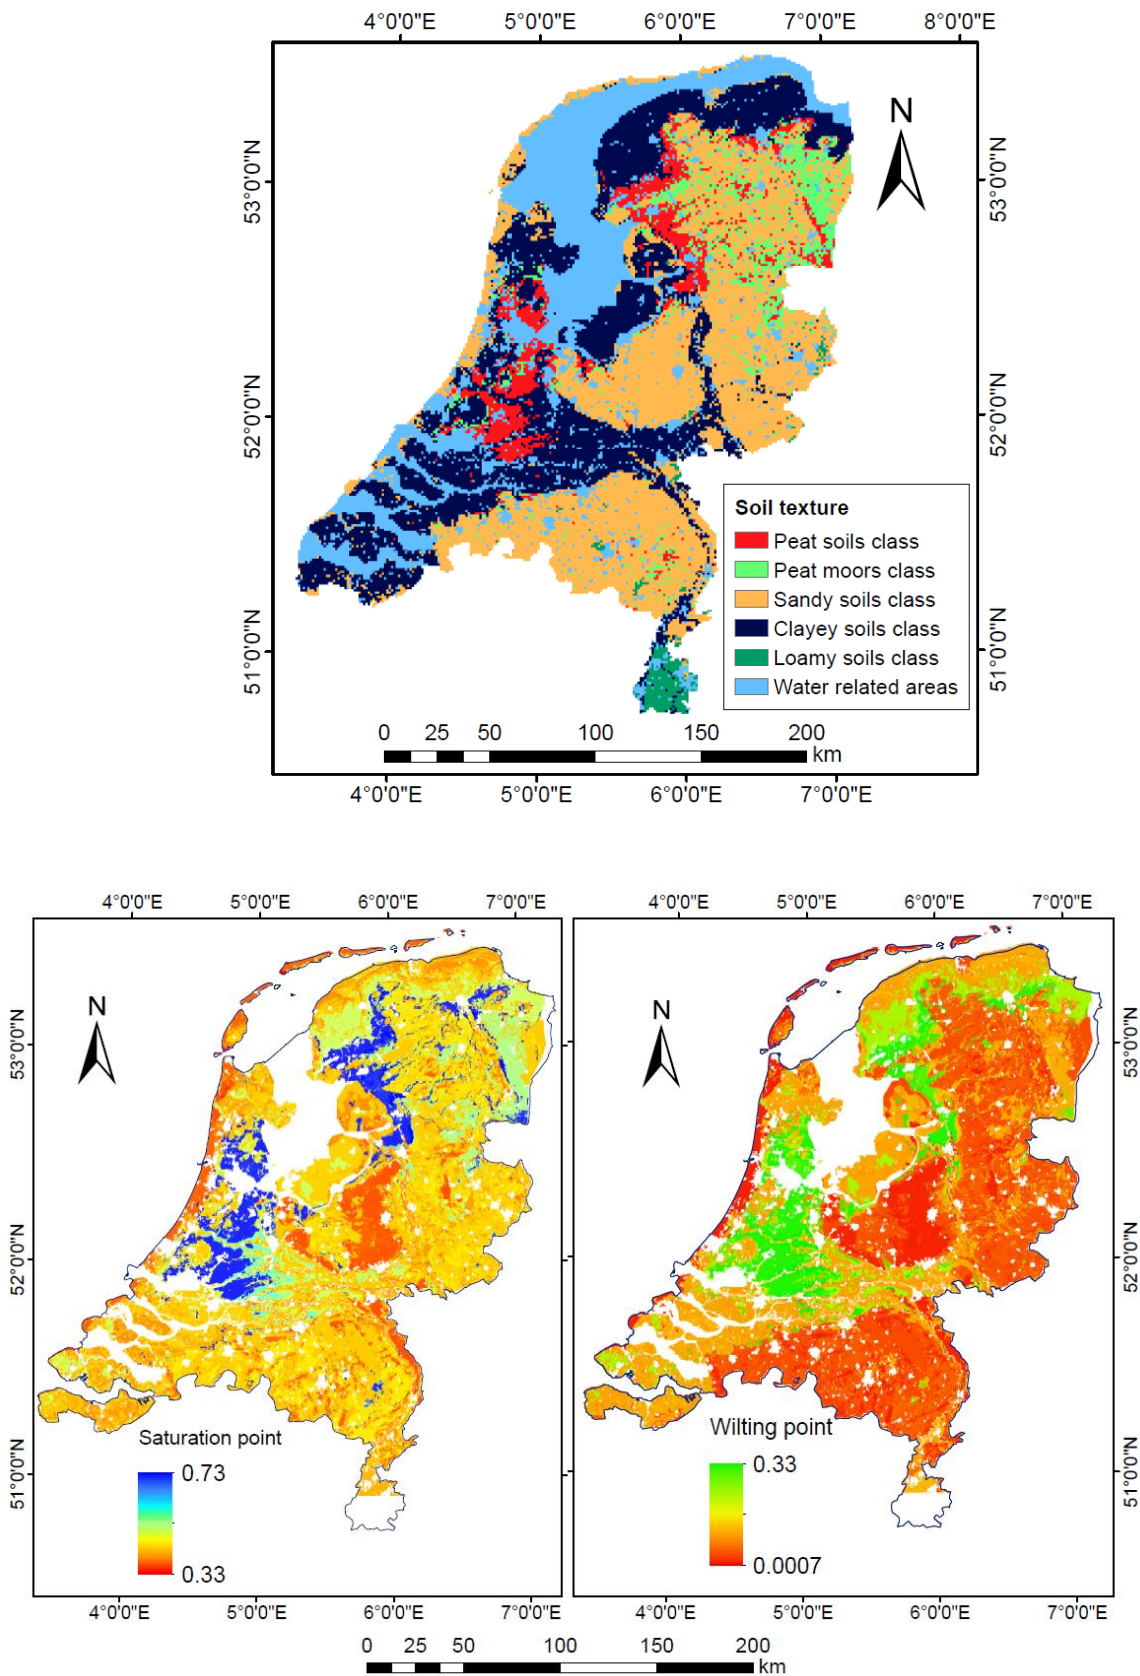 4°0'0"E 5°0'0"E 6°0'0"E 7°0'0"E 8°0'0"E
N
53°0'0"N 53°0'0"N
52°0'0"N 52°0'0"N
51°0'0"N 51°0'0"N
Soil texture
Peat soils class
Peat moors class
Sandy soils class
Clayey soils class
Loamy soils class
Water related areas
0 25 50 100 150 200
km
4°0'0"E 5°0'0"E 6°0'0"E 7°0'0"E
4°0'0"E 5°0'0"E 6°0'0"E 7°0'0"E
N
53°0'0"N
52°0'0"N
51°0'0"N
Saturation point
0.73
0.33
4°0'0"E 5°0'0"E 6°0'0"E 7°0'0"E
4°0'0"E 5°0'0"E 6°0'0"E 7°0'0"E
N
53°0'0"N
52°0'0"N
51°0'0"N
Wilting point
0.33
0.0007
4°0'0"E 5°0'0"E 6°0'0"E 7°0'0"E
0 25 50 100 150 200
km